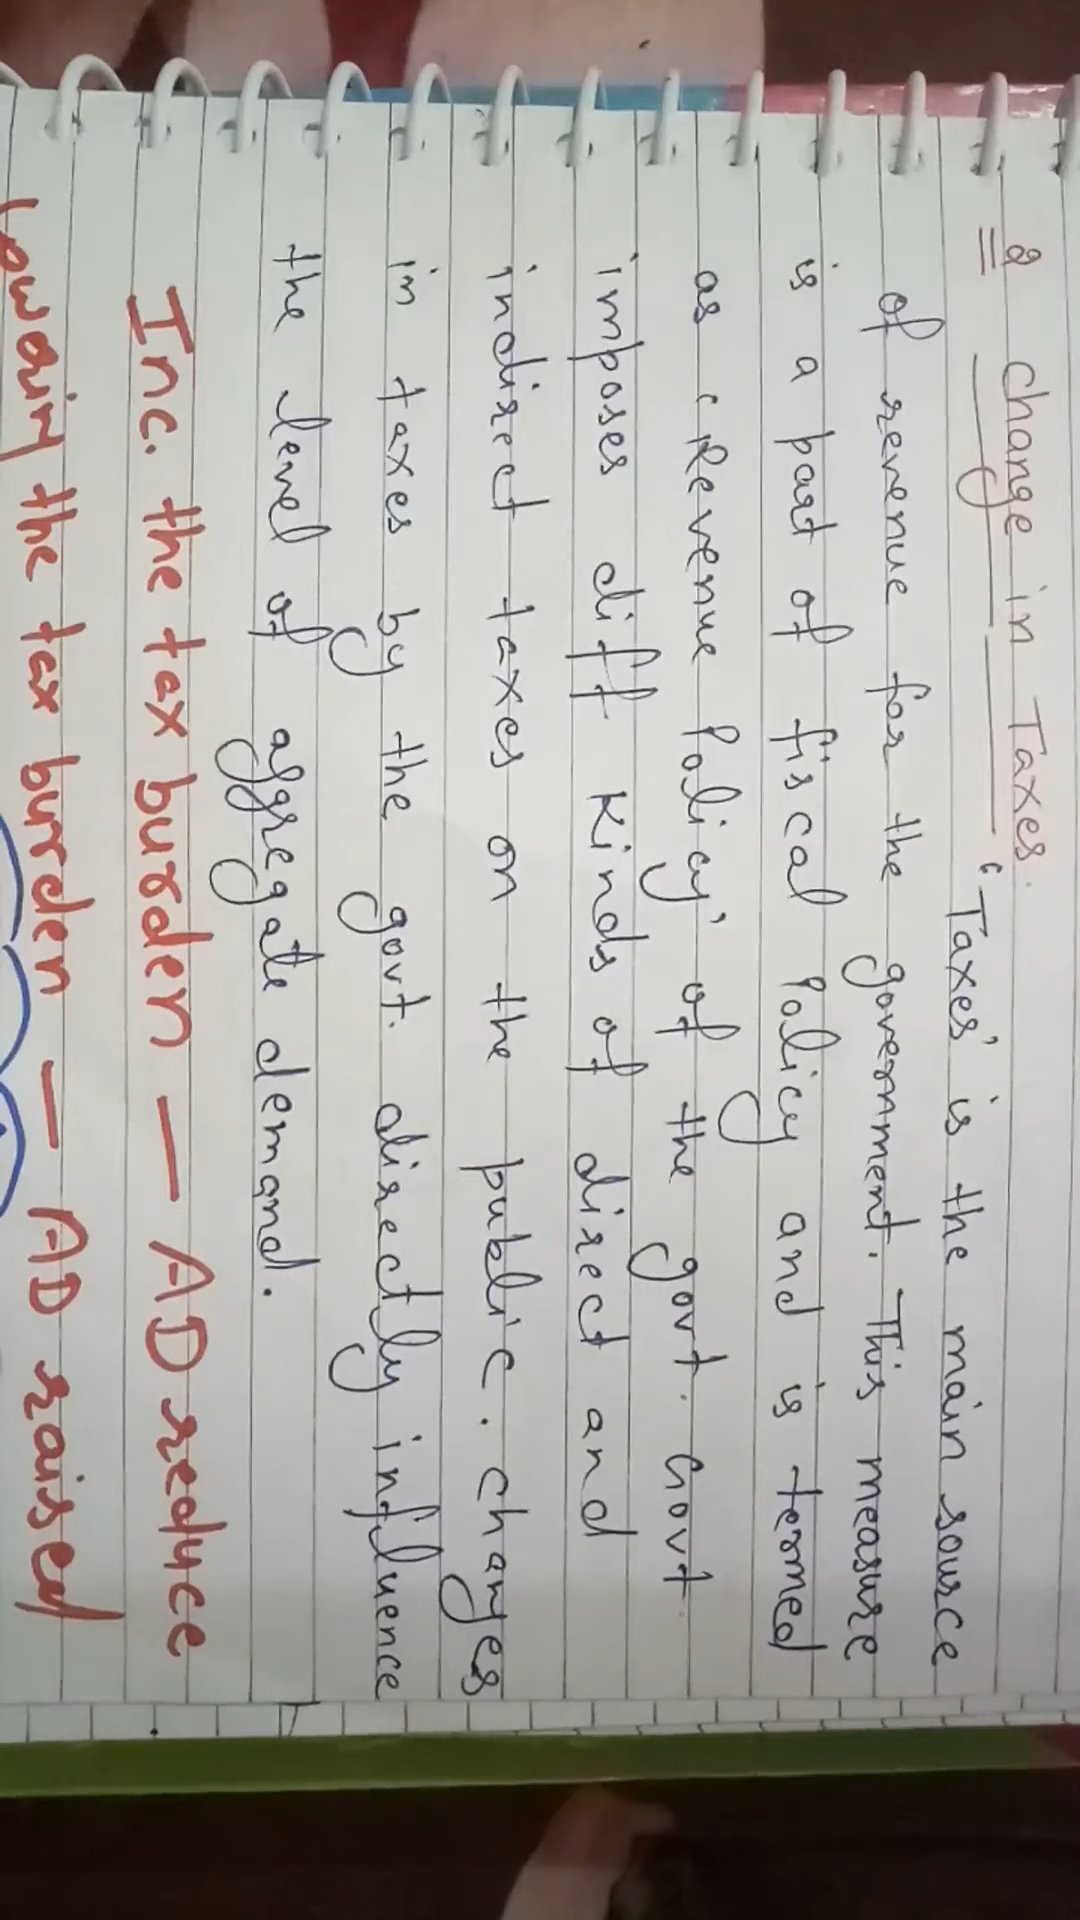 2 Change in Taxes.
'Taxes' is the main source
of revenue for the government. This measure
is a part of fiscal Policy and is termed
as 'Revenue Policy' of the govt. Govt
imposes diff kinds of direct and
indirect taxes on the public. changes
in taxes by the govt. directly influence
the level of aggregate demand.
Inc. the tax burden — AD reduce
the tax burden — AD raised